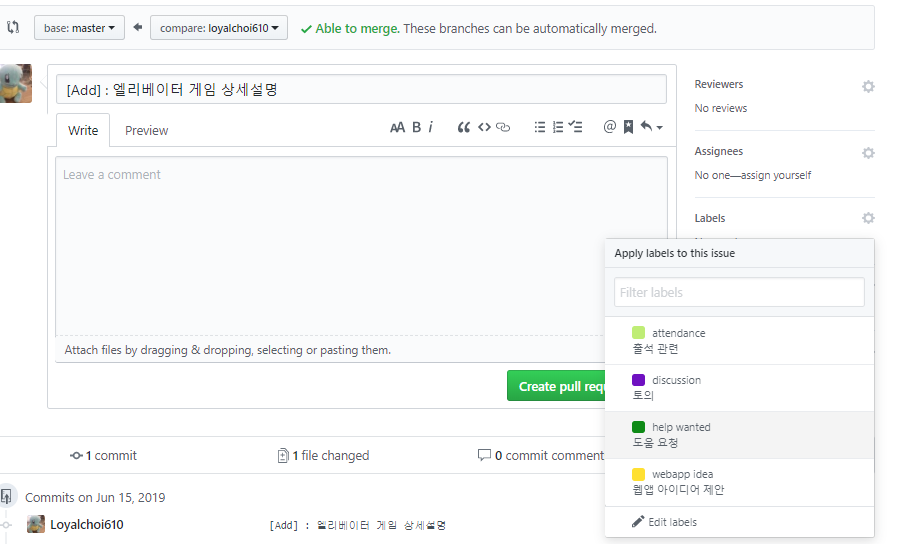 base: master
compare: loyalchoi610
Able to merge. These branches can be automatically merged.
[Add] : 엘리베이터 게임 상세설명
Write
Preview
AA B i
@
Leave a comment
Attach files by dragging & dropping, selecting or pasting them.
Create pull requ
Reviewers
No reviews
Assignees
No one—assign yourself
Labels
Apply labels to this issue
Filter labels
attendance
출석 관련
discussion
토의
help wanted
도움 요청
webapp idea
웹앱 아이디어 제안
Edit labels
1 commit
1 file changed
0 commit comment
Commits on Jun 15, 2019
Loyalchoi610
[Add] : 엘리베이터 게임 상세설명